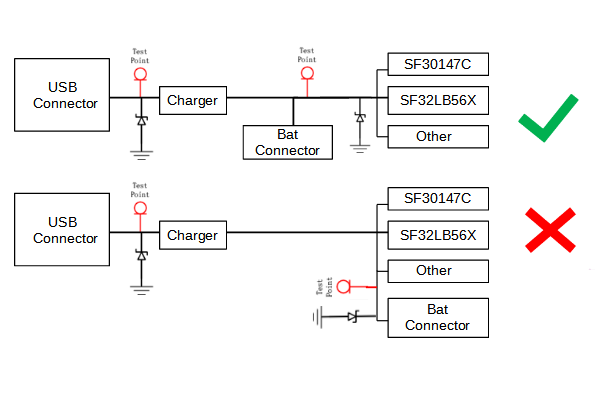 Test
Point
Test
Point
USB
Connector
Charger
Bat
Connector
SF30147C
SF32LB56X
Other
Test
Point
USB
Connector
Charger
SF30147C
SF32LB56X
Other
Test
Point
Bat
Connector